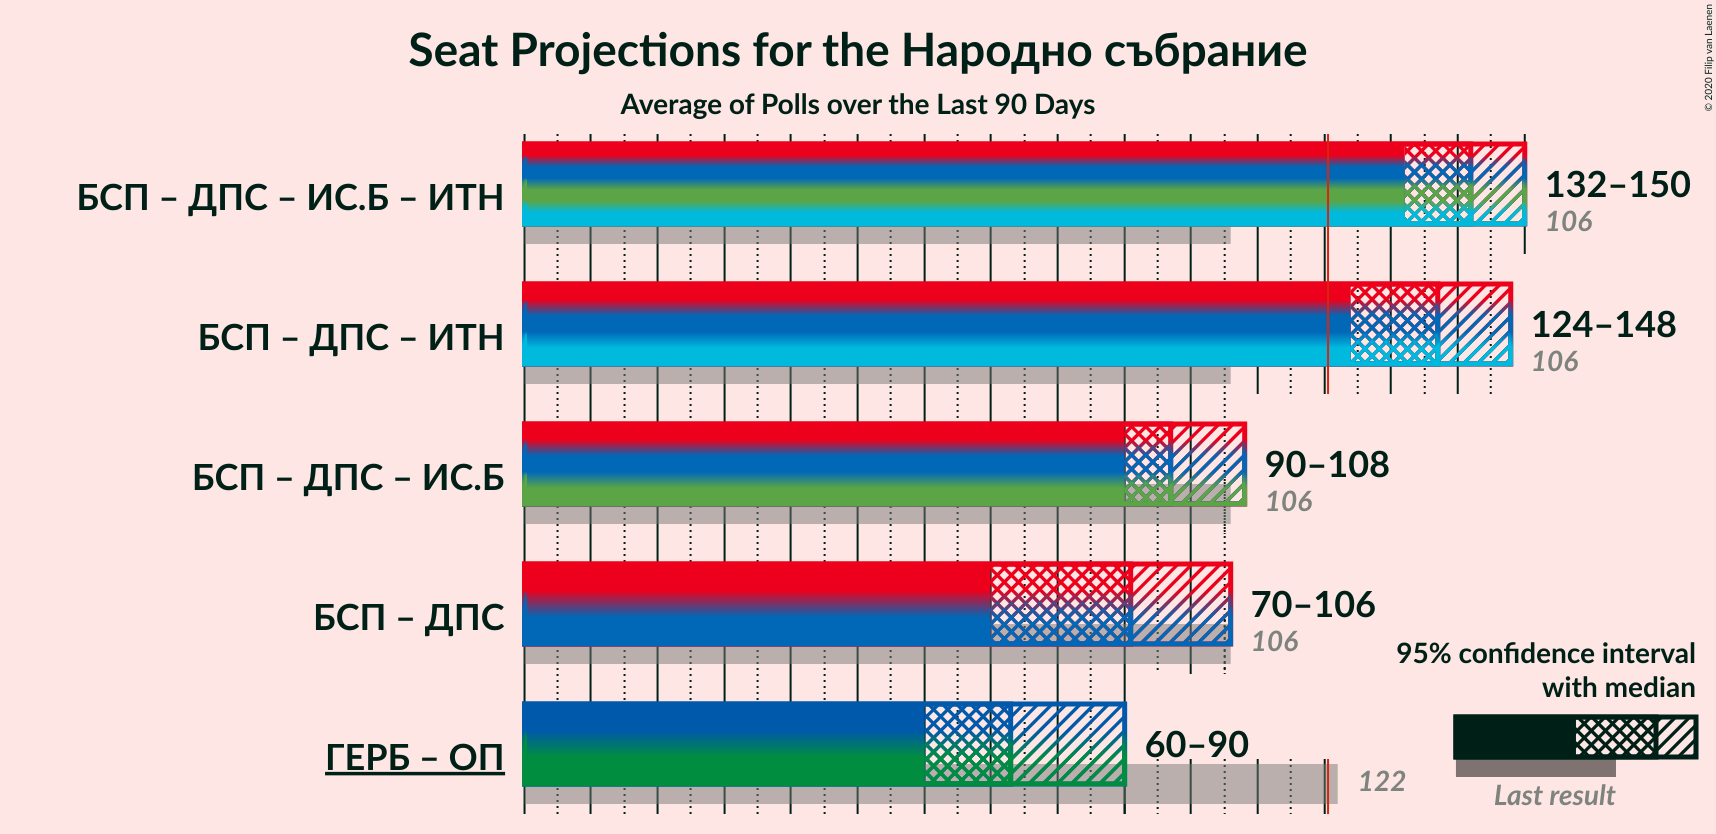 Seat Projections for the Народно събрание
Average of Polls over the Last 90 Days
© 2020 Filip van Laenen
БСП – ДПС – ИС.Б – ИТН
132–150
106
БСП – ДПС – ИТН
124–148
106
БСП – ДПС – ИС.Б
90–108
106
БСП – ДПС
70–106
106
ГЕРБ – ОП
60–90
122
95% confidence interval
with median
Last result